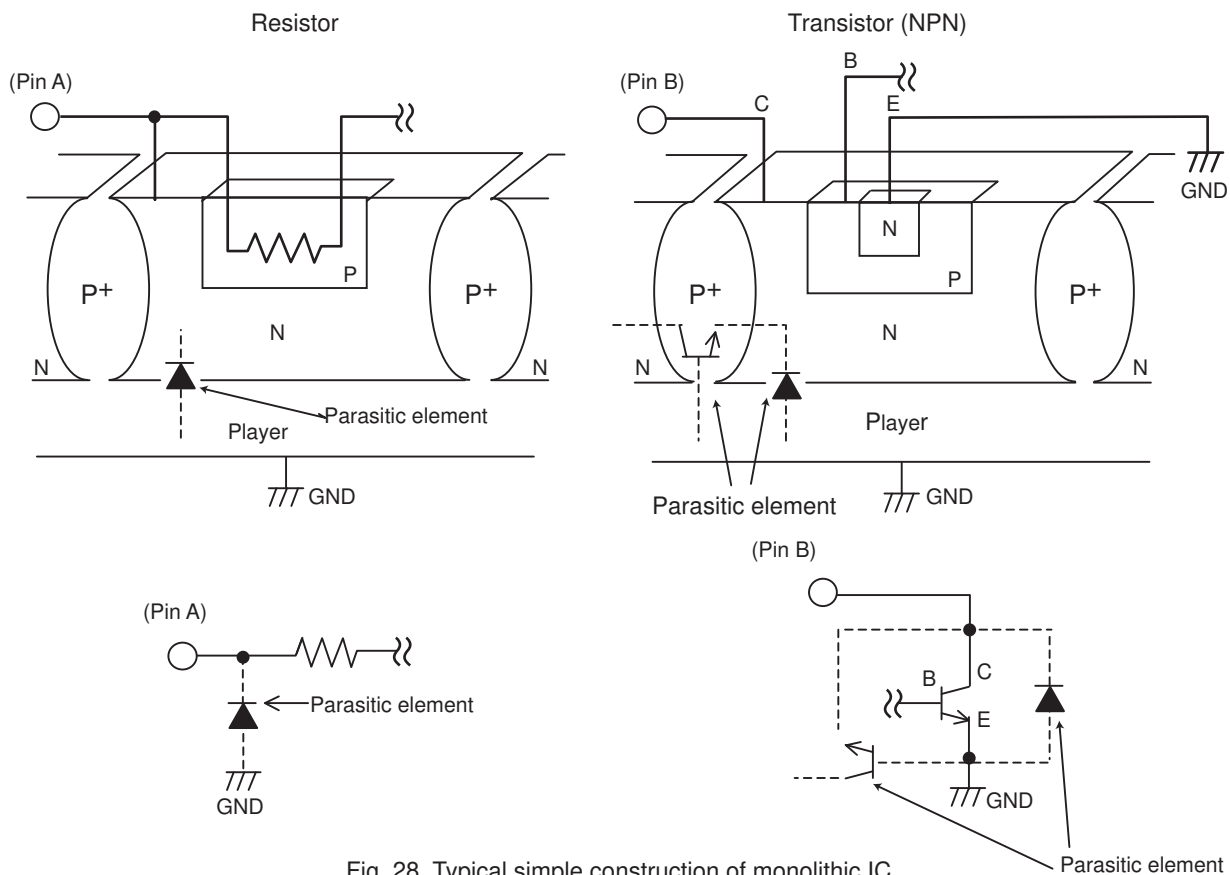 Resistor
(Pin A)
P+
P
P+
N
N
N
Parasitic element
Player
GND
Transistor (NPN)
(Pin B)
B
C
E
GND
N
P
P+
P+
N
N
N
Player
Parasitic element
GND
(Pin A)
Parasitic element
GND
(Pin B)
C
B
E
GND
Parasitic element
Fig. 28 Typical simple construction of monolithic IC